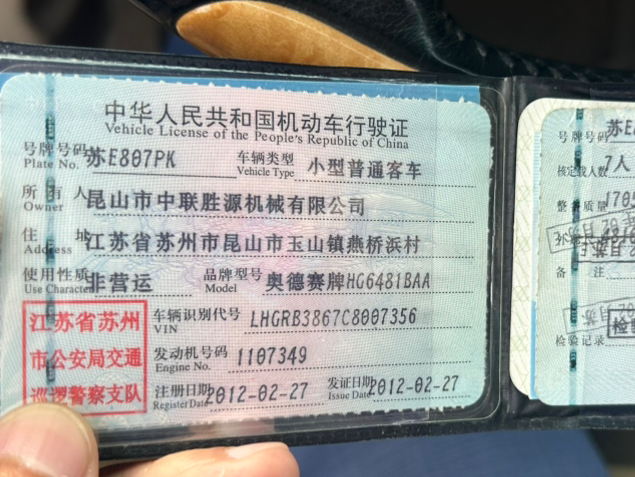 中华人民共和国机动车行驶证
Vehicle License of the People's Republic of China
号牌号码 苏E807PK 车辆类型 小型普通客车
Plate No. Vehicle Type
所有人 昆山市中联胜源机械有限公司
Owner
住址 江苏省苏州市昆山市玉山镇燕桥浜村
Address
使用性质 非营运 品牌型号 奥德赛牌HG6481BAA
Use Character Model
江苏省苏州
市公安局交通
巡逻警察支队
车辆识别代号 LHGRB3867C8007356
VIN
发动机号码 1107349
Engine No.
注册日期 2012-02-27 发证日期 2012-02-27
Register Date Issue Date
号牌号码 苏E
核定载人数 7人
整备质量 170
备注
检验记录